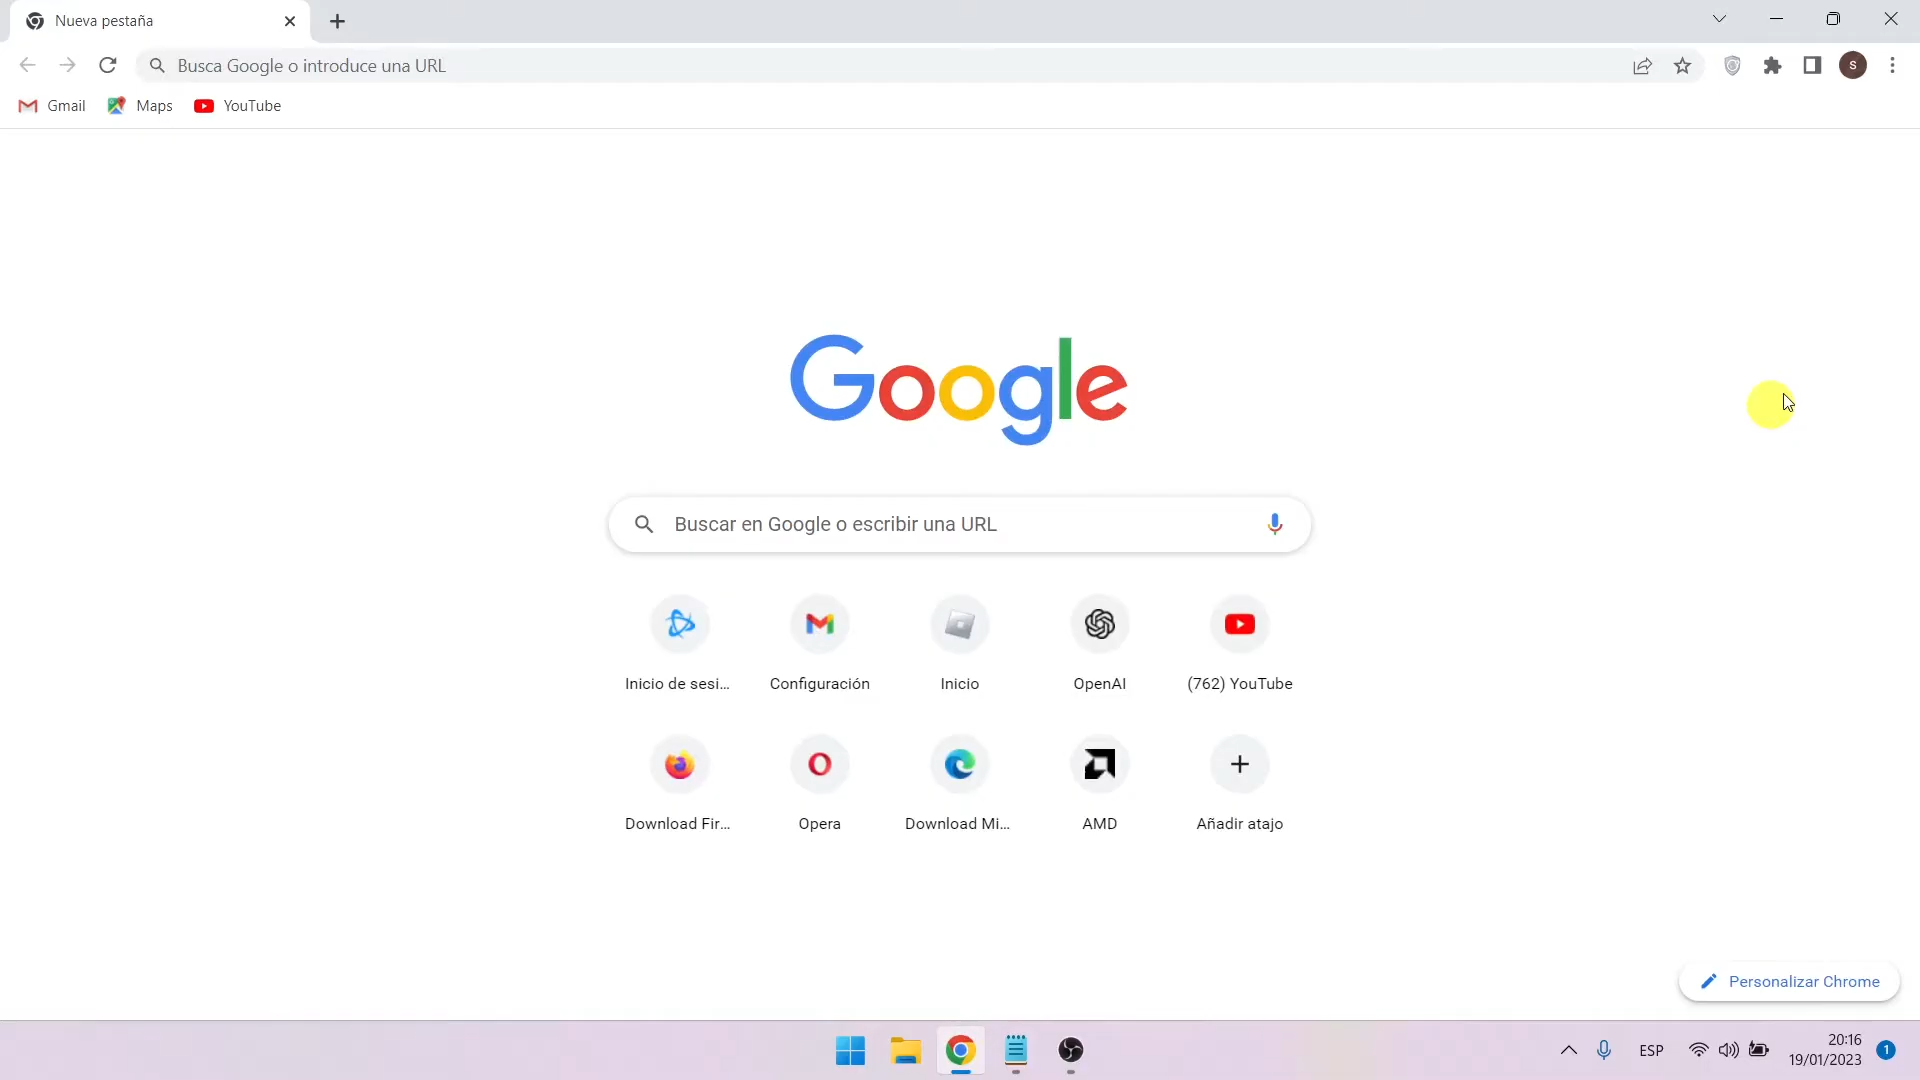 Nueva pestaña
Busca Google o introduce una URL
S
Gmail
Maps
YouTube
Google
Buscar en Google o escribir una URL
Inicio de sesi...
Configuración
Inicio
OpenAI
(762) YouTube
Download Fir...
Opera
Download Mi...
AMD
Añadir atajo
Personalizar Chrome
ESP
20:16
19/01/2023
1